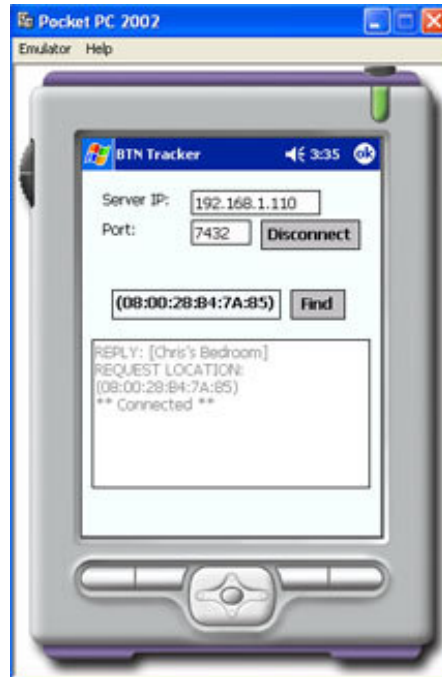 Pocket PC 2002
Emulator Help
BTN Tracker 3:35 ok
Server IP: 192.168.1.110
Port: 7432 Disconnect
(08:00:28:B4:7A:85) Find
REPLY: [Chris's Bedroom]
REQUEST LOCATION:
(08:00:28:B4:7A:85)
** Connected **